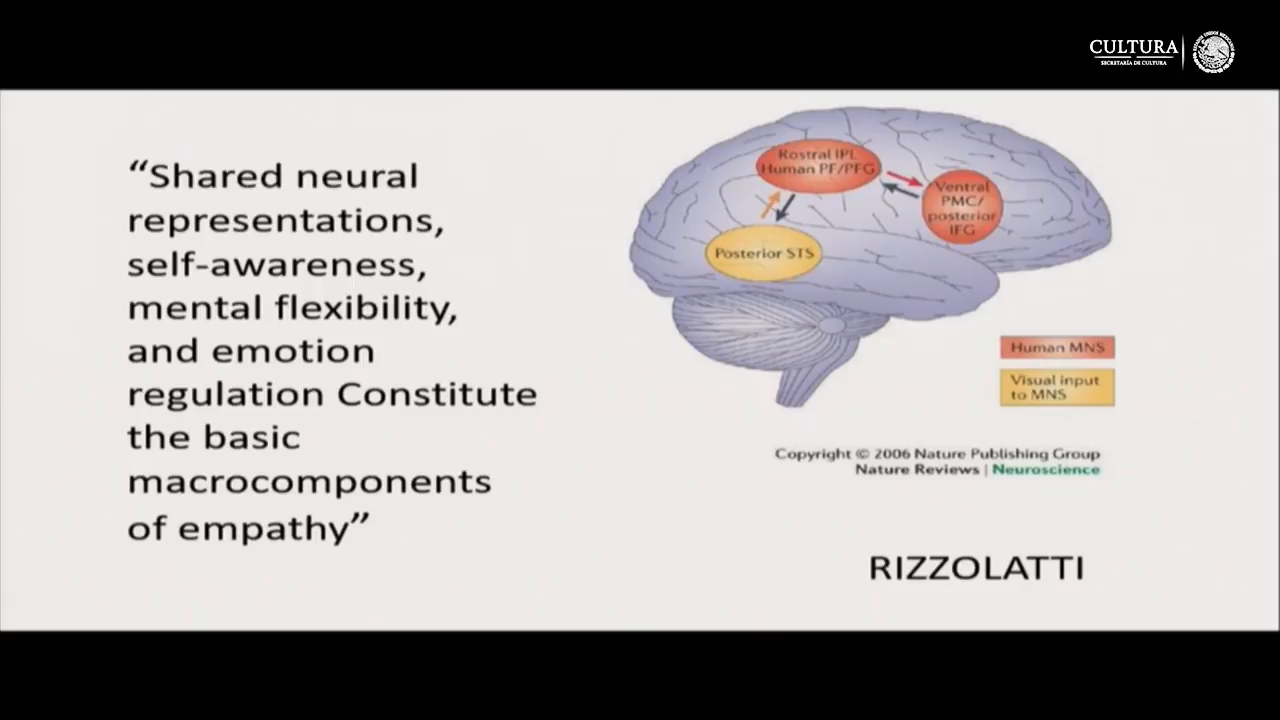 CULTURA
SECRETARÍA DE CULTURA
“Shared neural
representations,
self-awareness,
mental flexibility,
and emotion
regulation Constitute
the basic
macrocomponents
of empathy”
Rostral IPL
Human PF/PFG
Ventral
PMC/
posterior
IFG
Posterior STS
Human MNS
Visual input
to MNS
Copyright © 2006 Nature Publishing Group
Nature Reviews | Neuroscience
RIZZOLATTI